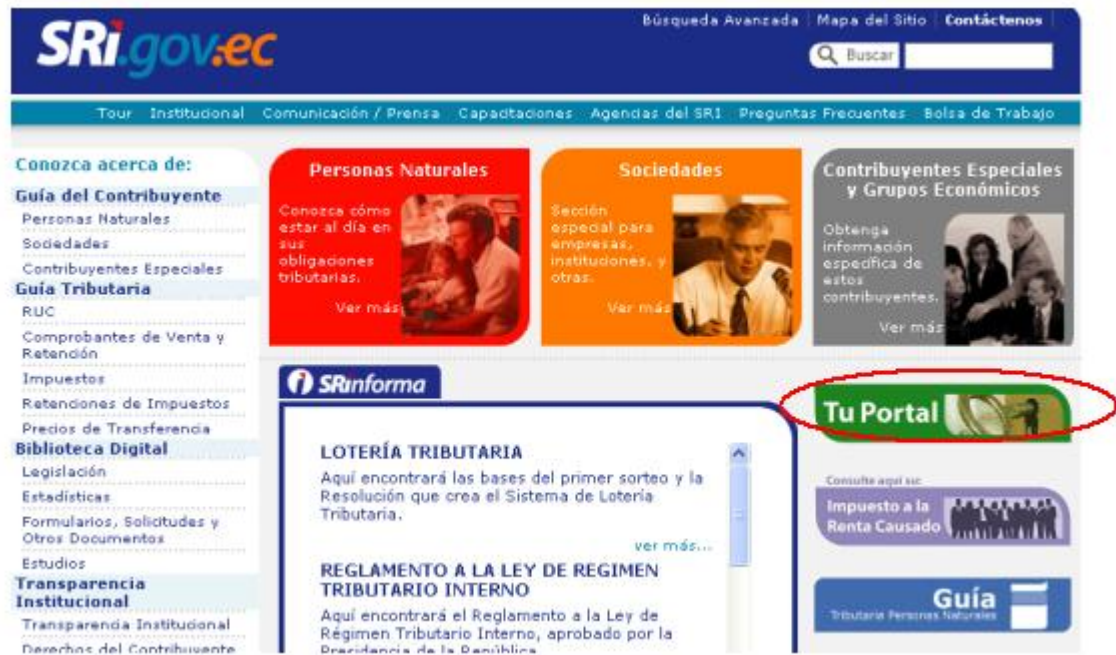 SRi.gov.ec
Búsqueda Avanzada | Mapa del Sitio | Contáctenos
Buscar
Tour Institucional Comunicación / Prensa Capacitaciones Agencias del SRI Preguntas Frecuentes Bolsa de Trabajo
Conozca acerca de:
Guía del Contribuyente
Personas Naturales
Sociedades
Contribuyentes Especiales
Guía Tributaria
RUC
Comprobantes de Venta y
Retención
Impuestos
Retenciones de Impuestos
Precios de Transferencia
Biblioteca Digital
Legislación
Estadísticas
Formularios, Solicitudes y
Otros Documentos
Estudios
Transparencia
Institucional
Transparencia Institucional
Derechos del Contribuyente
Personas Naturales
Conozca cómo
estar al día en
sus
obligaciones
tributarias.
Ver más
Sociedades
Sección
especial para
empresas,
instituciones, y
otras.
Ver más
Contribuyentes Especiales
y Grupos Económicos
Obtenga
información
específica de
estos
contribuyentes.
Ver más
i SRinforma
LOTERÍA TRIBUTARIA
Aquí encontrará las bases del primer sorteo y la
Resolución que crea el Sistema de Lotería
Tributaria.
ver más...
REGLAMENTO A LA LEY DE REGIMEN
TRIBUTARIO INTERNO
Aquí encontrará el Reglamento a la Ley de
Régimen Tributario Interno, aprobado por la
Presidencia de la República.
Tu Portal
Consulte aquí su:
Impuesto a la
Renta Causado
Guía
Tributaria Personas Naturales